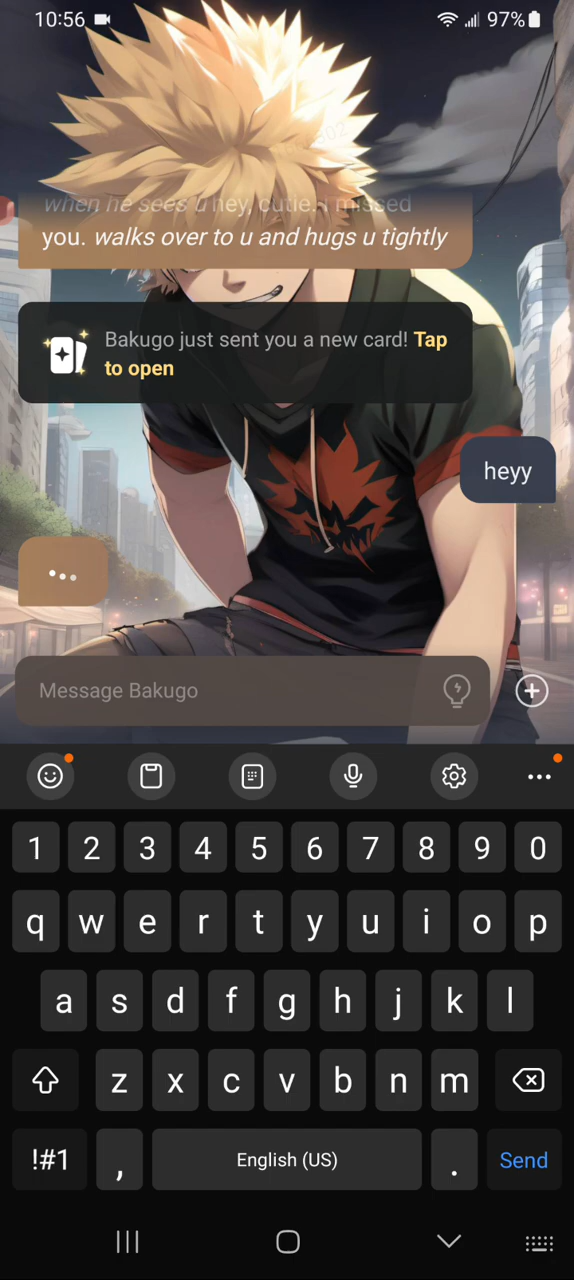 10:56 97%
when he sees u hey, cutie. i missed
you. walks over to u and hugs u tightly
Bakugo just sent you a new card! Tap
to open
heyy
...
Message Bakugo
1 2 3 4 5 6 7 8 9 0
q w e r t y u i o p
a s d f g h j k l
z x c v b n m
!#1 , English (US) . Send